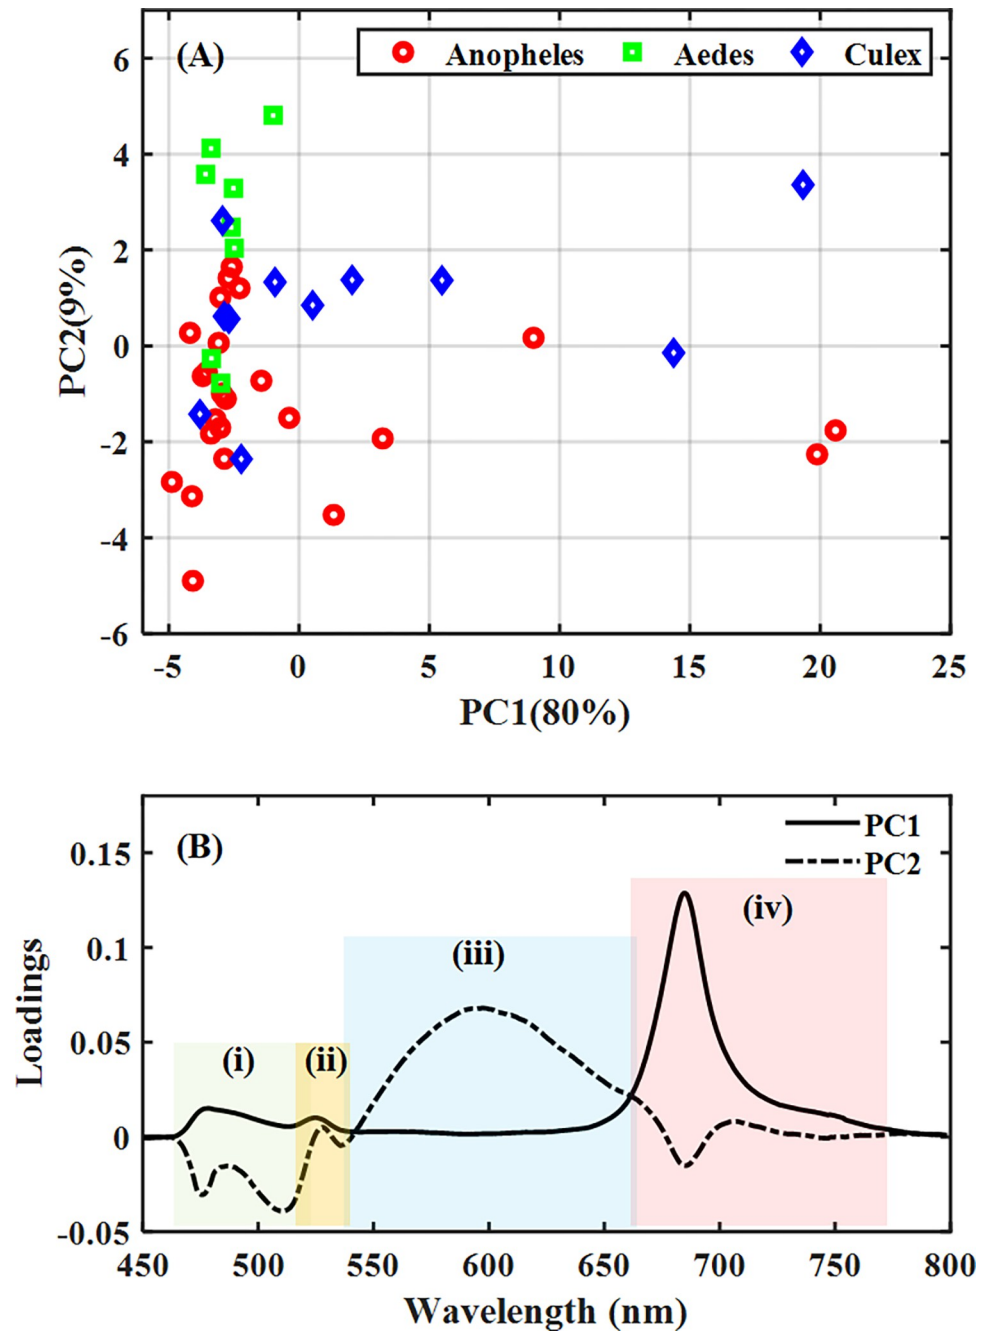 (A)
Anopheles Aedes Culex
6
4
2
0
-2
-4
-6
PC2(9%)
-5 0 5 10 15 20 25
PC1(80%)
(B)
PC1
PC2
0.15
0.1
0.05
0
-0.05
Loadings
(i) (ii) (iii) (iv)
450 500 550 600 650 700 750 800
Wavelength (nm)